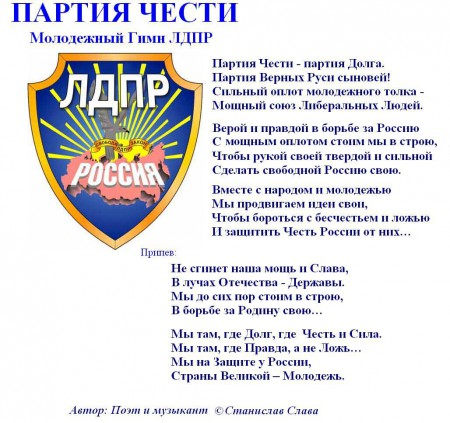 ПАРТИЯ ЧЕСТИ
Молодежный Гимн ЛДПР
ЛДПР
РОССИЯ
Партия Чести - партия Долга.
Партия Верных Руси сыновей!
Сильный оплот молодежного толка -
Мощный союз Либеральных Людей.
Верой и правдой в борьбе за Россию
С мощным оплотом стоим мы в строю,
Чтобы рукой своей твердой и сильной
Сделать свободной Россию свою.
Вместе с народом и молодежью
Мы продвигаем идеи свои,
Чтобы бороться с бесчестьем и ложью
И защитить Честь России от них…
Припев:
Не сгинет наша мощь и Слава,
В лучах Отечества - Державы.
Мы до сих пор стоим в строю,
В борьбе за Родину свою…
Мы там, где Долг, где Честь и Сила.
Мы там, где Правда, а не Ложь…
Мы на Защите у России,
Страны Великой – Молодежь.
Автор: Поэт и музыкант © Станислав Слава